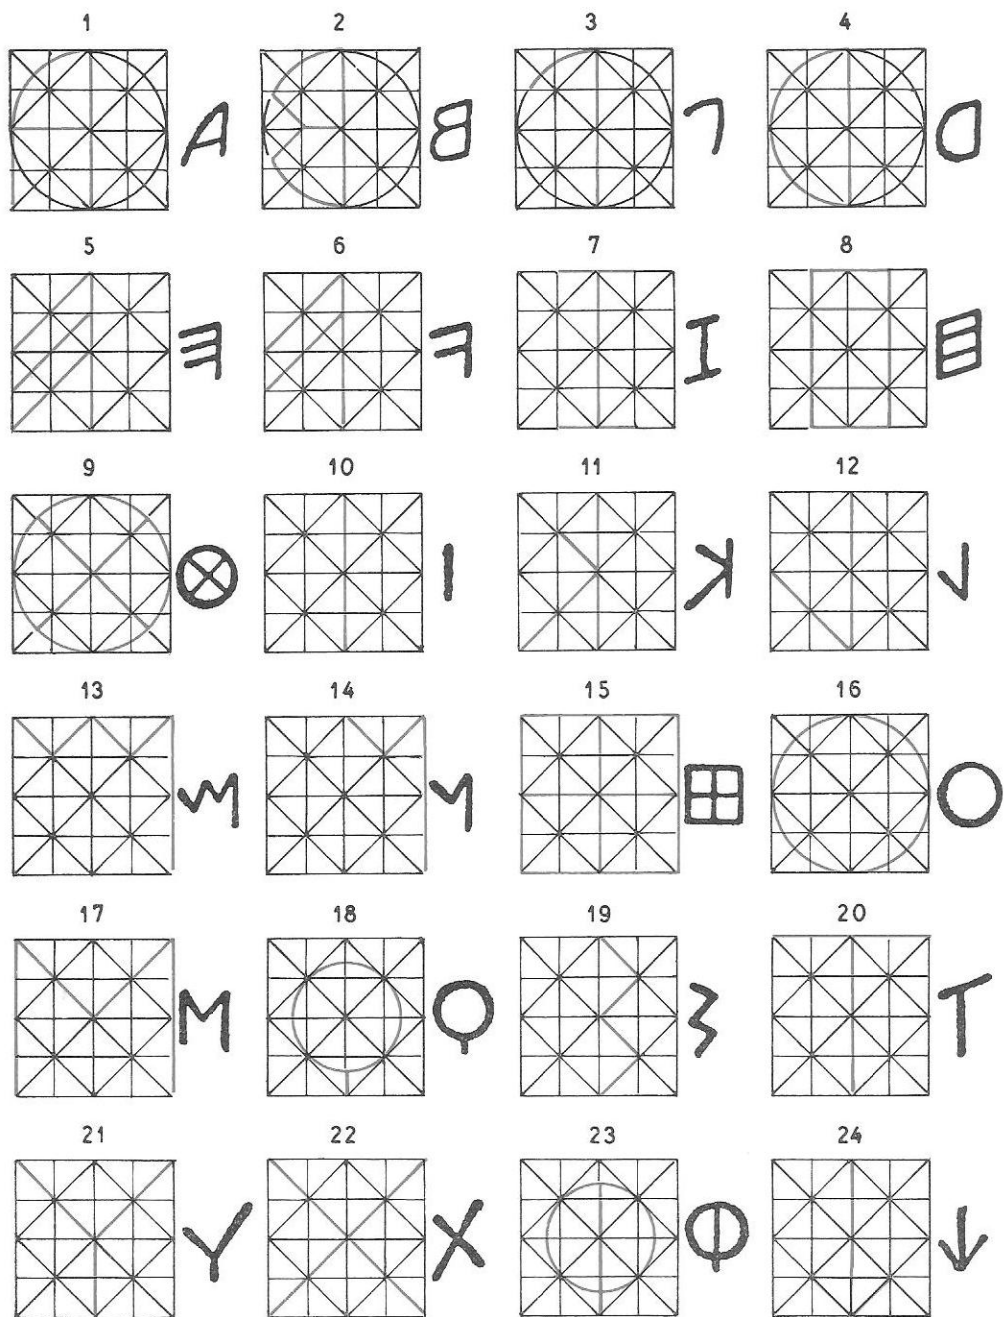 1 2 3 4
𐌀 𐌁 𐌂 𐌃
5 6 7 8
𐌄 𐌅 𐌆 𐌇
9 10 11 12
𐌈 𐌉 𐌊 𐌋
13 14 15 16
𐌌 𐌍 𐌎 𐌏
17 18 19 20
𐌑 𐌒 𐌔 𐌕
21 22 23 24
𐌖 𐌗 𐌘 𐌙